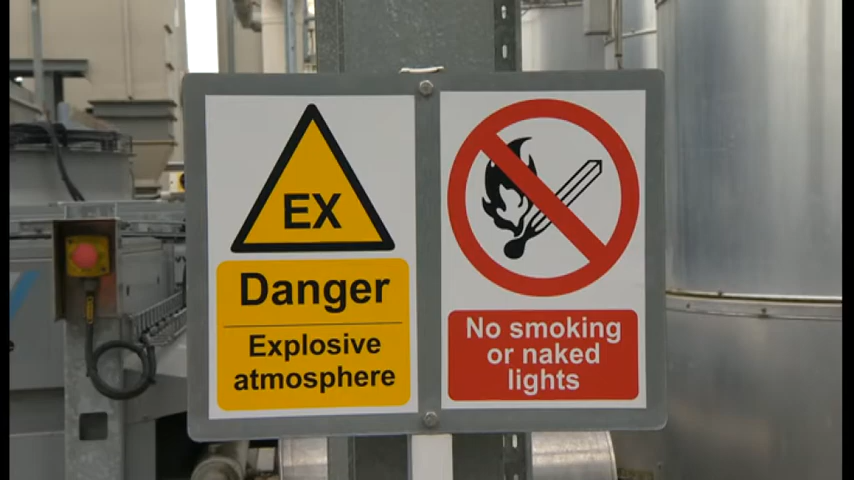 EX
Danger
Explosive
atmosphere
No smoking
or naked
lights